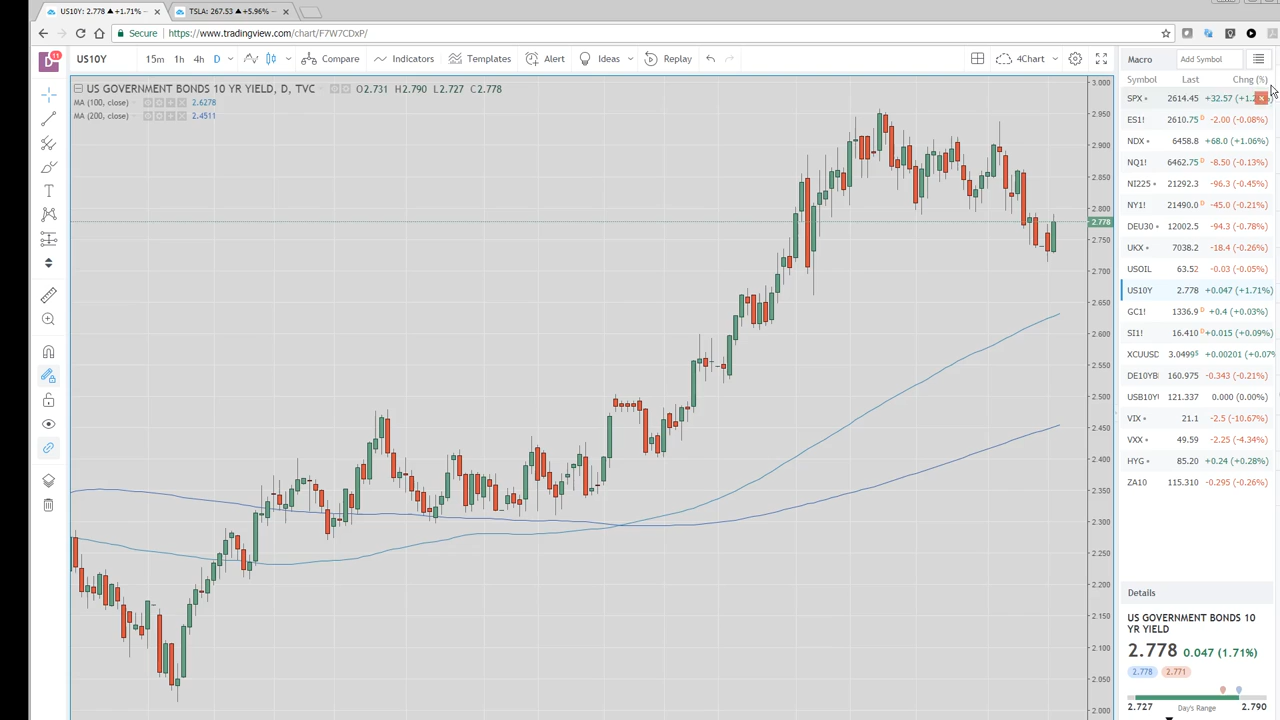 US10Y: 2.778 ▲ +1.71% ×
TSLA: 267.53 ▲ +5.96% ×
Secure https://www.tradingview.com/chart/F7W7CDxP/
D 11 US10Y 15m 1h 4h D Compare Indicators Templates Alert Ideas Replay 4Chart
US GOVERNMENT BONDS 10 YR YIELD, D, TVC O2.731 H2.790 L2.727 C2.778
MA (100, close) 2.6278
MA (200, close) 2.4511
T
3.000
2.950
2.900
2.850
2.800
2.778
2.750
2.700
2.650
2.600
2.550
2.500
2.450
2.400
2.350
2.300
2.250
2.200
2.150
2.100
2.050
2.000
Macro Add Symbol
Symbol Last Chng (%)
SPX 2614.45 +32.57
ES1! 2610.75 D -2.00 (-0.08%)
NDX 6458.8 +68.0 (+1.06%)
NQ1! 6462.75 D -8.50 (-0.13%)
NI225 21292.3 -96.3 (-0.45%)
NY1! 21490.0 D -45.0 (-0.21%)
DEU30 12002.5 -94.3 (-0.78%)
UKX 7038.2 -18.4 (-0.26%)
USOIL 63.52 -0.03 (-0.05%)
US10Y 2.778 +0.047 (+1.71%)
GC1! 1336.9 D +0.4 (+0.03%)
SI1! 16.410 D +0.015 (+0.09%)
XCUUSD 3.0499⁵ +0.00201 (+0.07%
DE10YB 160.975 -0.343 (-0.21%)
USB10Y 121.337 0.000 (0.00%)
VIX 21.1 -2.5 (-10.67%)
VXX 49.59 -2.25 (-4.34%)
HYG 85.20 +0.24 (+0.28%)
ZA10 115.310 -0.295 (-0.26%)
Details
US GOVERNMENT BONDS 10
YR YIELD
2.778 0.047 (1.71%)
2.778 2.771
2.727 Day's Range 2.790